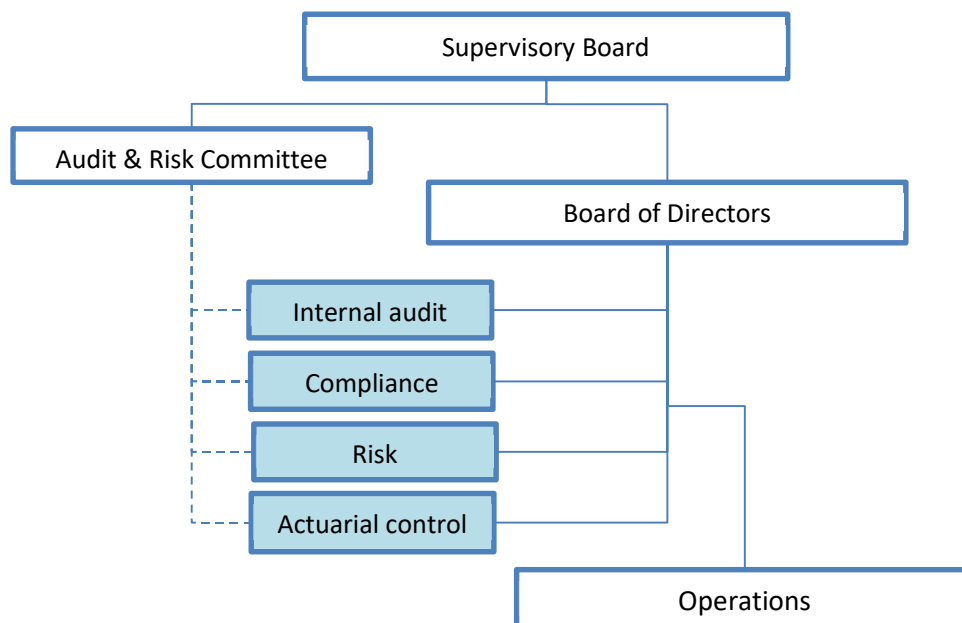 Supervisory Board
Audit & Risk Committee
Board of Directors
Internal audit
Compliance
Risk
Actuarial control
Operations